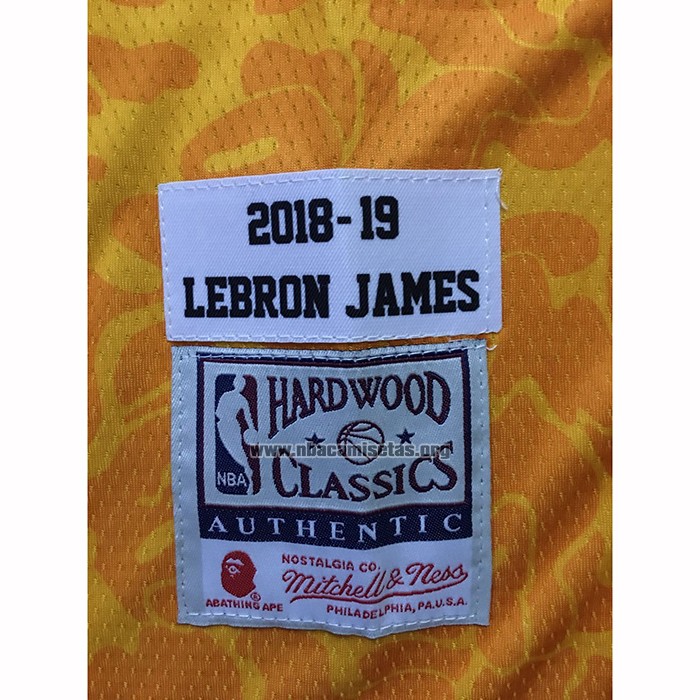 2018-19
LEBRON JAMES
HARDWOOD
www.nbacamisetas.org
NBA
CLASSICS
AUTHENTIC
NOSTALGIA CO.
Mitchell & Ness
PHILADELPHIA, PA. U.S.A.
®
ABATHING APE